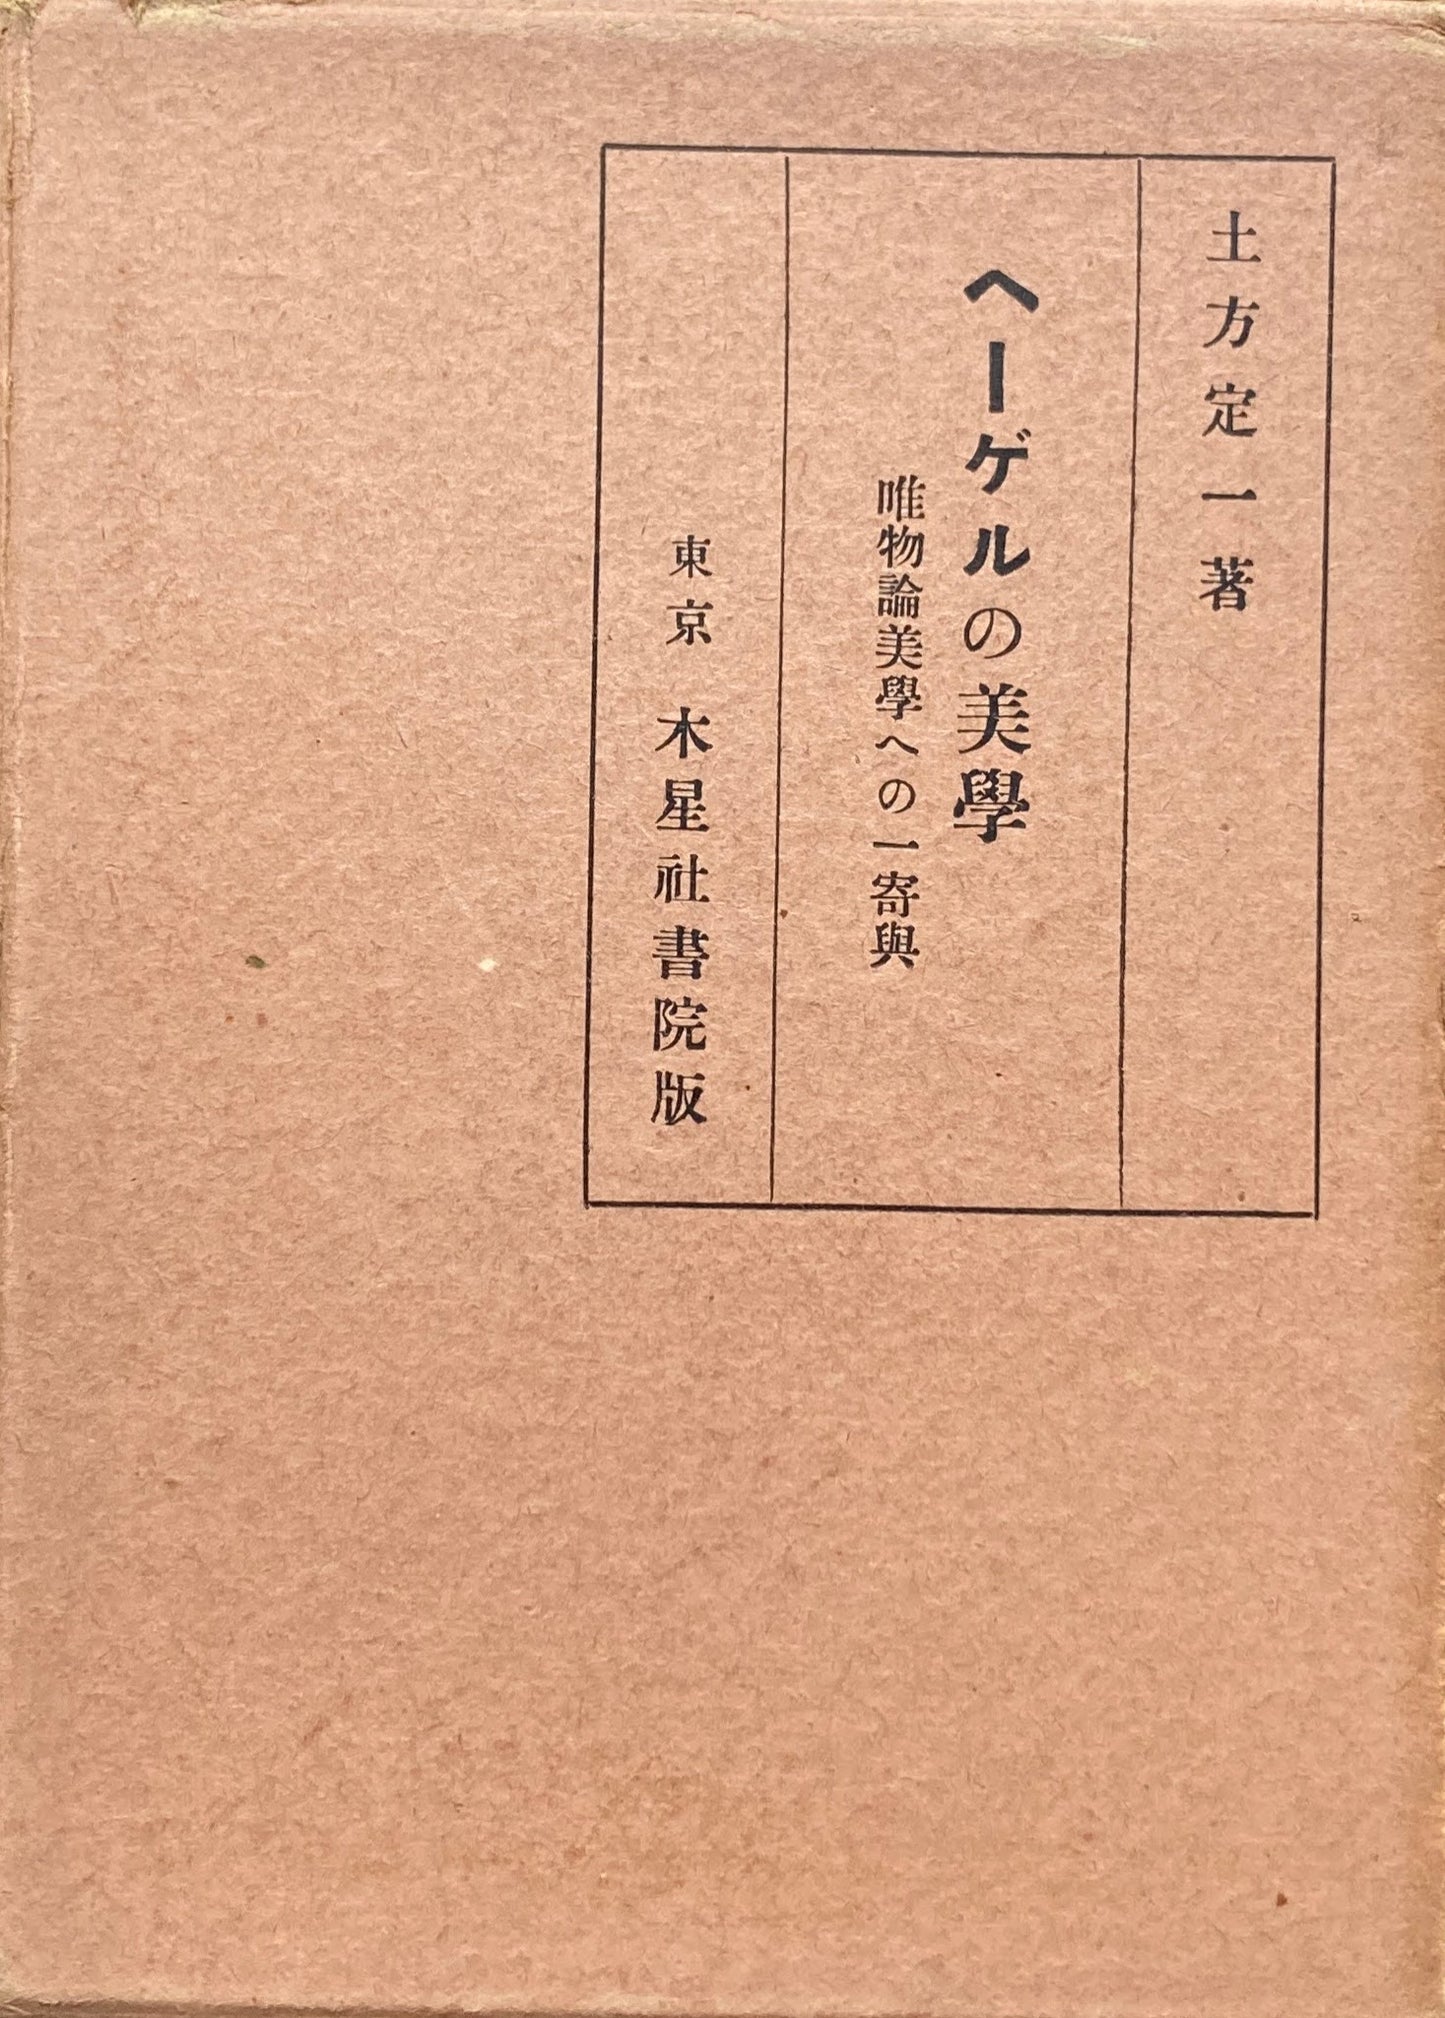 土方定一著
ヘーゲルの美學
唯物論美學への一寄與
東京 木星社書院版